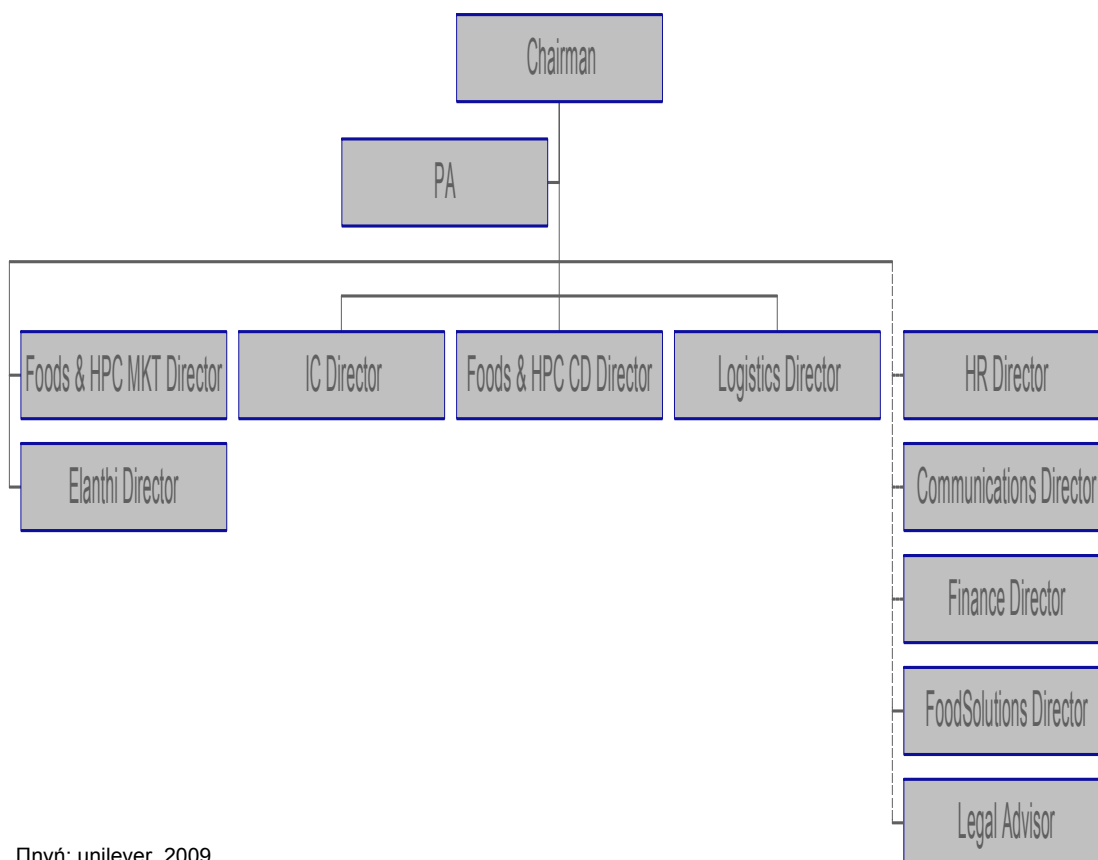 Chairman
PA
Foods & HPC MKT Director
IC Director
Foods & HPC CD Director
Logistics Director
HR Director
Elanthi Director
Communications Director
Finance Director
FoodSolutions Director
Legal Advisor
Πηγή: unilever, 2009